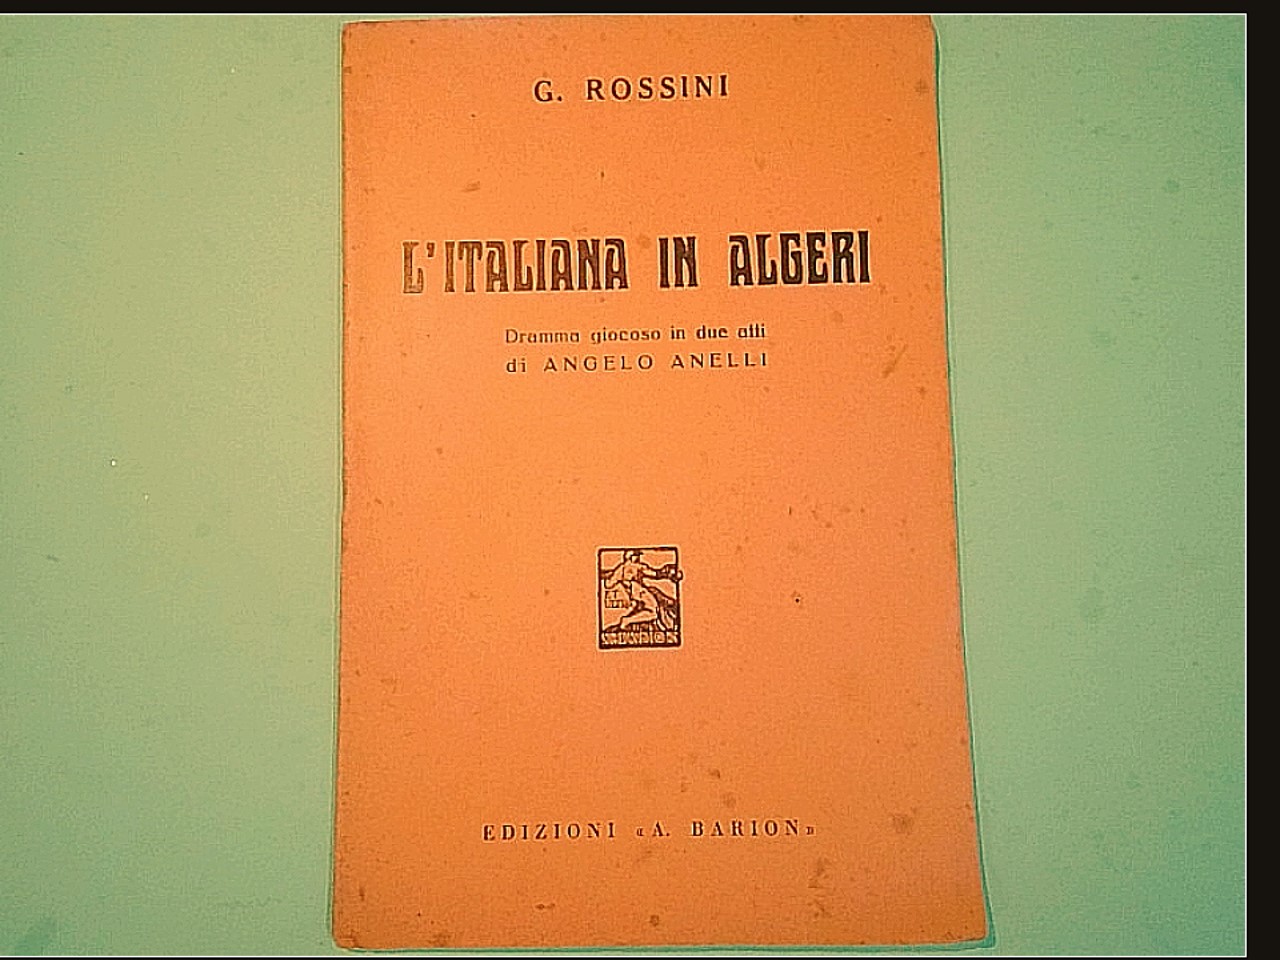 G. ROSSINI
L'ITALIANA IN ALGERI
Dramma giocoso in due atti
di ANGELO ANELLI
EDIZIONI «A. BARION»